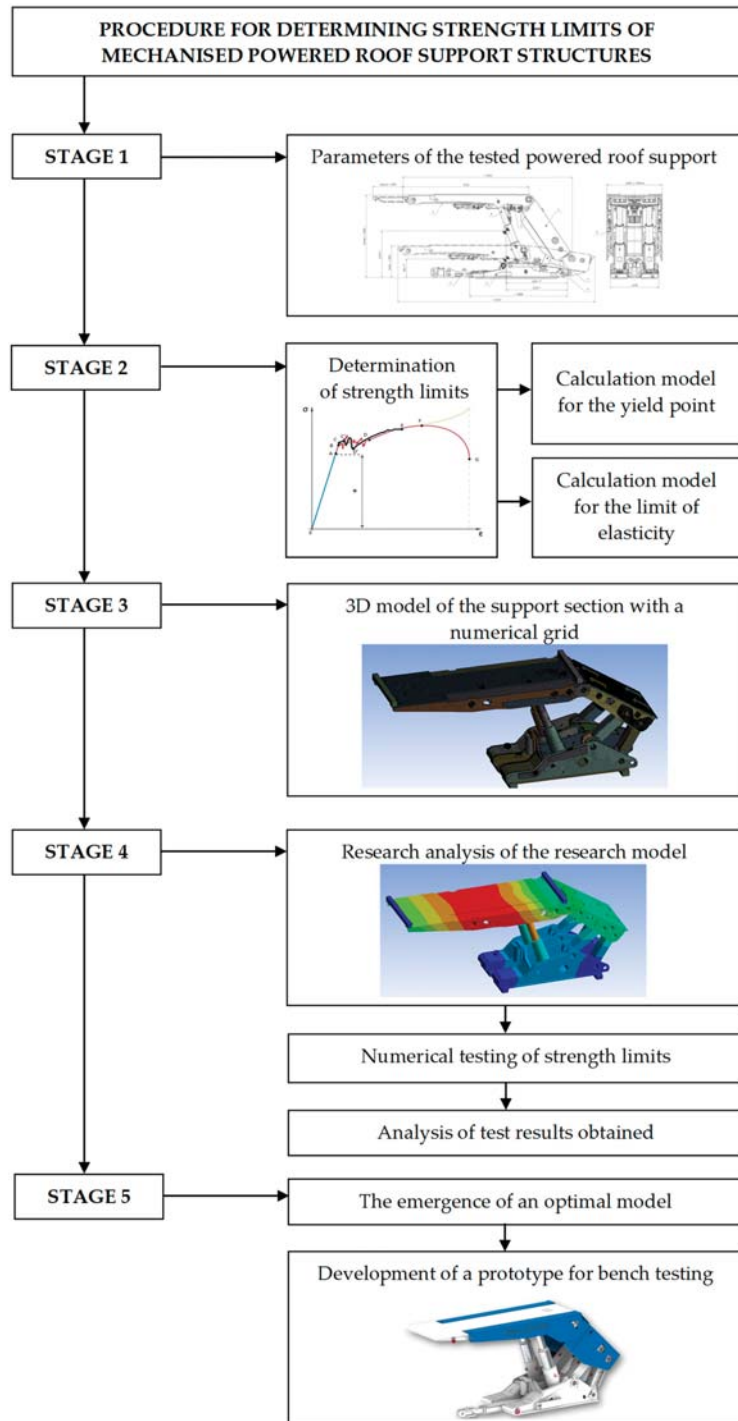 PROCEDURE FOR DETERMINING STRENGTH LIMITS OF
MECHANISED POWERED ROOF SUPPORT STRUCTURES
STAGE 1
Parameters of the tested powered roof support
STAGE 2
Determination
of strength limits
σ
ε
Calculation model
for the yield point
Calculation model
for the limit of
elasticity
STAGE 3
3D model of the support section with a
numerical grid
STAGE 4
Research analysis of the research model
Numerical testing of strength limits
Analysis of test results obtained
STAGE 5
The emergence of an optimal model
Development of a prototype for bench testing